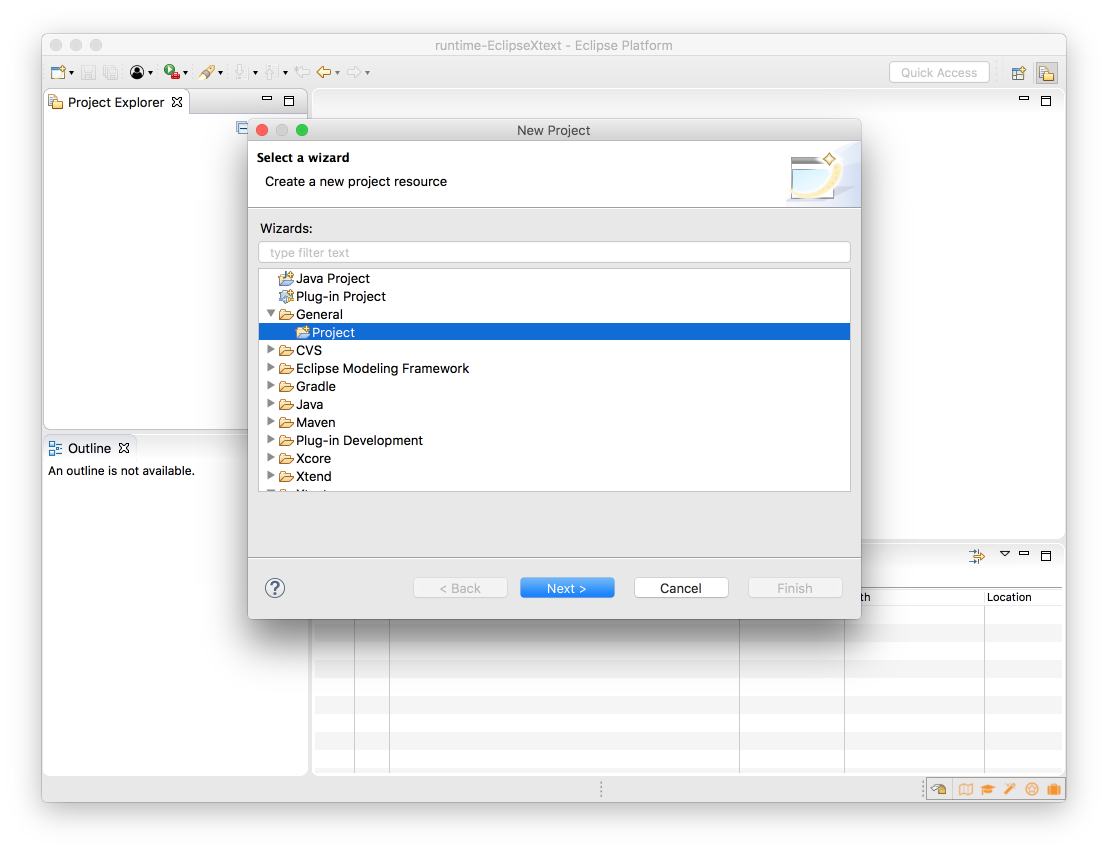 runtime-EclipseXtext - Eclipse Platform
Quick Access
Project Explorer
New Project
Select a wizard
Create a new project resource
Wizards:
type filter text
Java Project
Plug-in Project
General
Project
CVS
Eclipse Modeling Framework
Gradle
Java
Maven
Plug-in Development
Xcore
Xtend
Outline
An outline is not available.
?
< Back
Next >
Cancel
Finish
th
Location